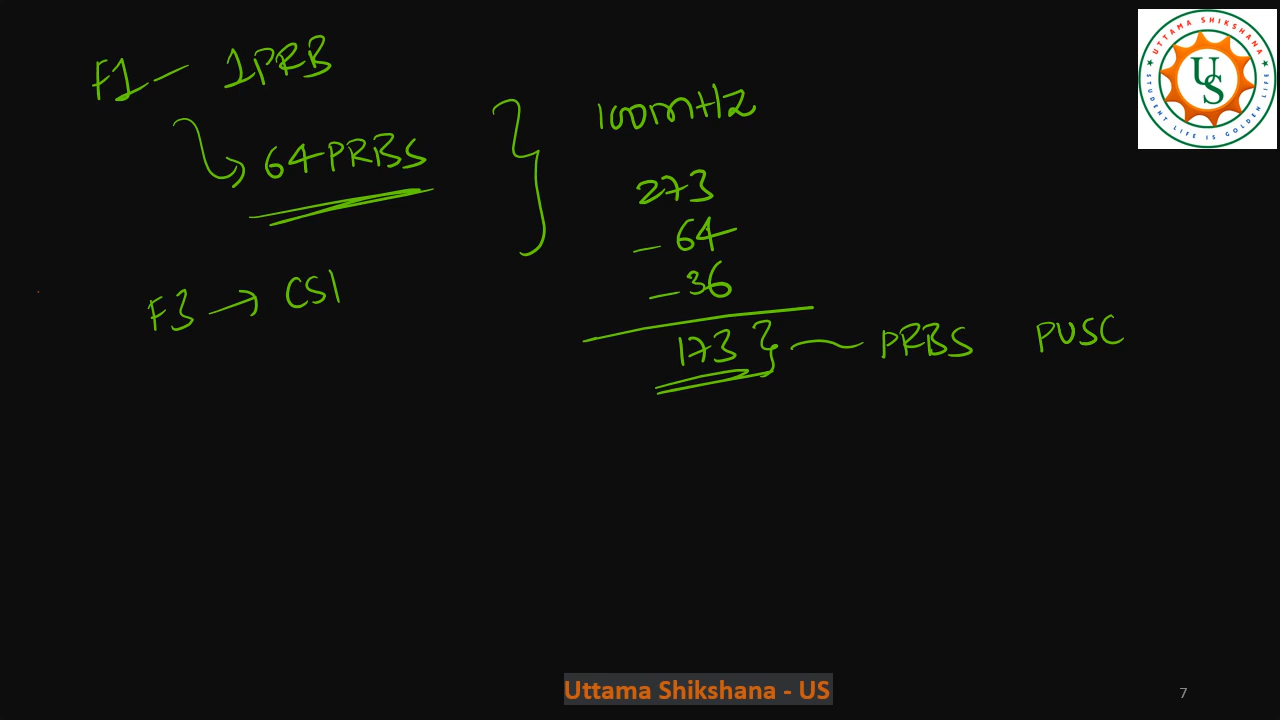 F1 — 1PRB
64PRBS
F3 → CSI
100MHz
273
- 64
- 36
173 } — PRBS PUSC
UTTAMA SHIKSHANA
US
STUDENT LIFE IS GOLDEN LIFE
Uttama Shikshana - US
7